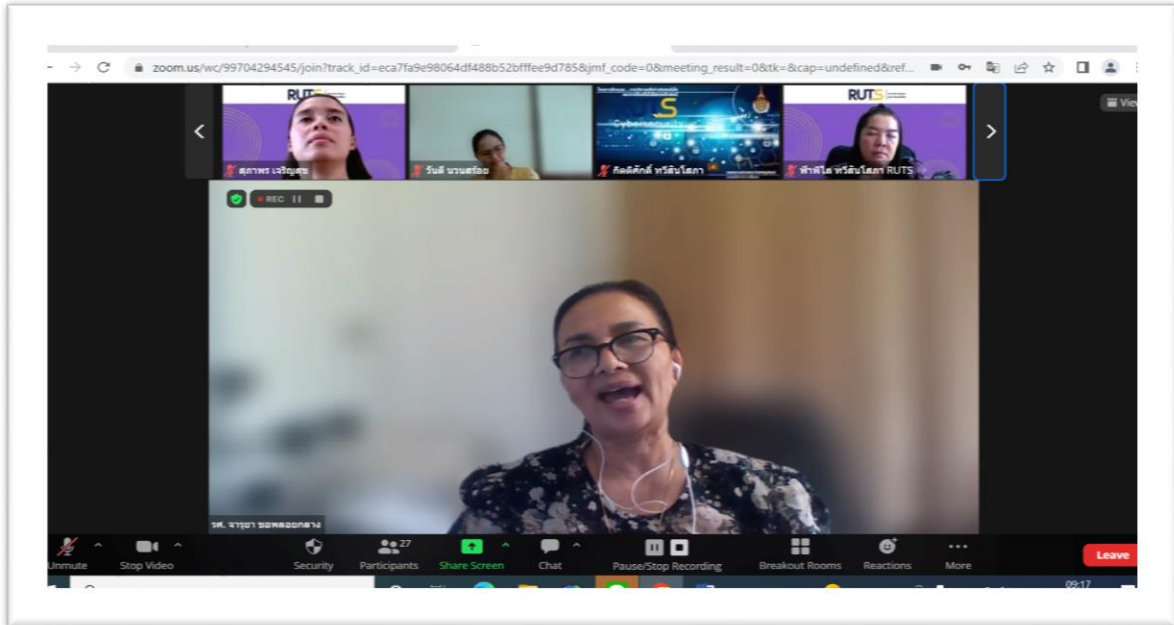 zoom.us/wc/99704294545/join?track_id=eca7fa9e98064df488b52bfffee9d785&jmf_code=0&meeting_result=0&tk=&cap=undefined&ref...
RUTS
RUTS
S
Cybersecurity
View
สุภาพร เจริญสุข
วันดี นวนสร้อย
กิตติศักดิ์ ทวีสินโสภา
ฟ้าพิไล ทวีสินโสภา RUTS
REC
รศ. จารุยา ขอพลอยกลาง
27
Unmute
Stop Video
Security
Participants
Share Screen
Chat
Pause/Stop Recording
Breakout Rooms
Reactions
More
Leave
09:17